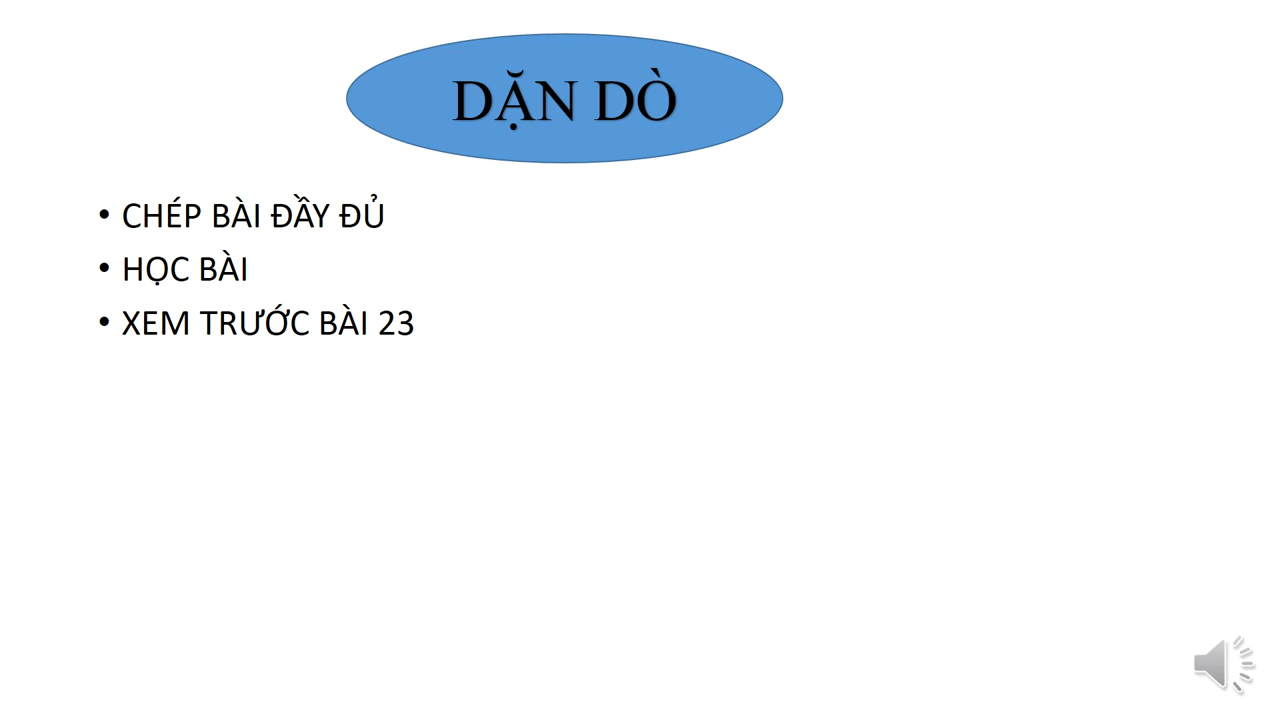 DẶN DÒ
• CHÉP BÀI ĐẦY ĐỦ
• HỌC BÀI
• XEM TRƯỚC BÀI 23